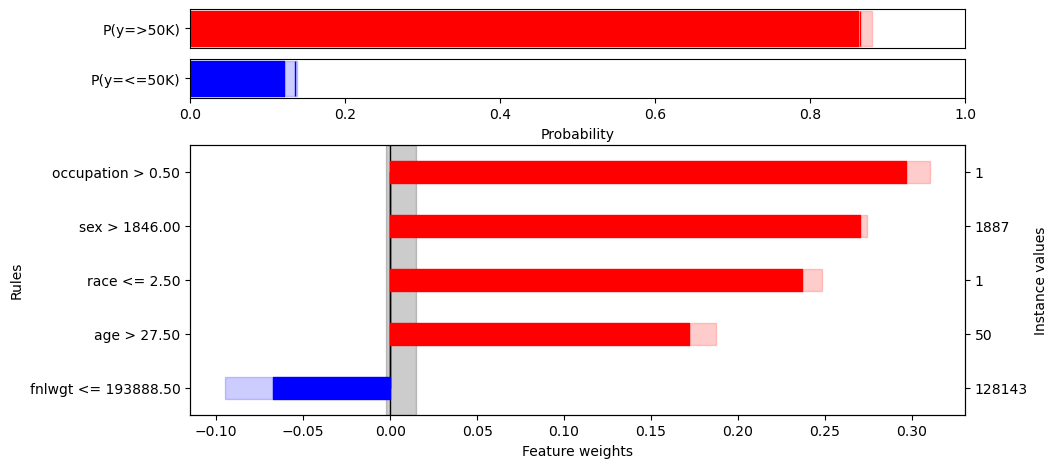 P(y=>50K)
P(y=<=50K)
0.0 0.2 0.4 0.6 0.8 1.0
Probability
occupation > 0.50 1
sex > 1846.00 1887
race <= 2.50 1
age > 27.50 50
fnlwgt <= 193888.50 128143
Rules
Instance values
−0.10 −0.05 0.00 0.05 0.10 0.15 0.20 0.25 0.30
Feature weights